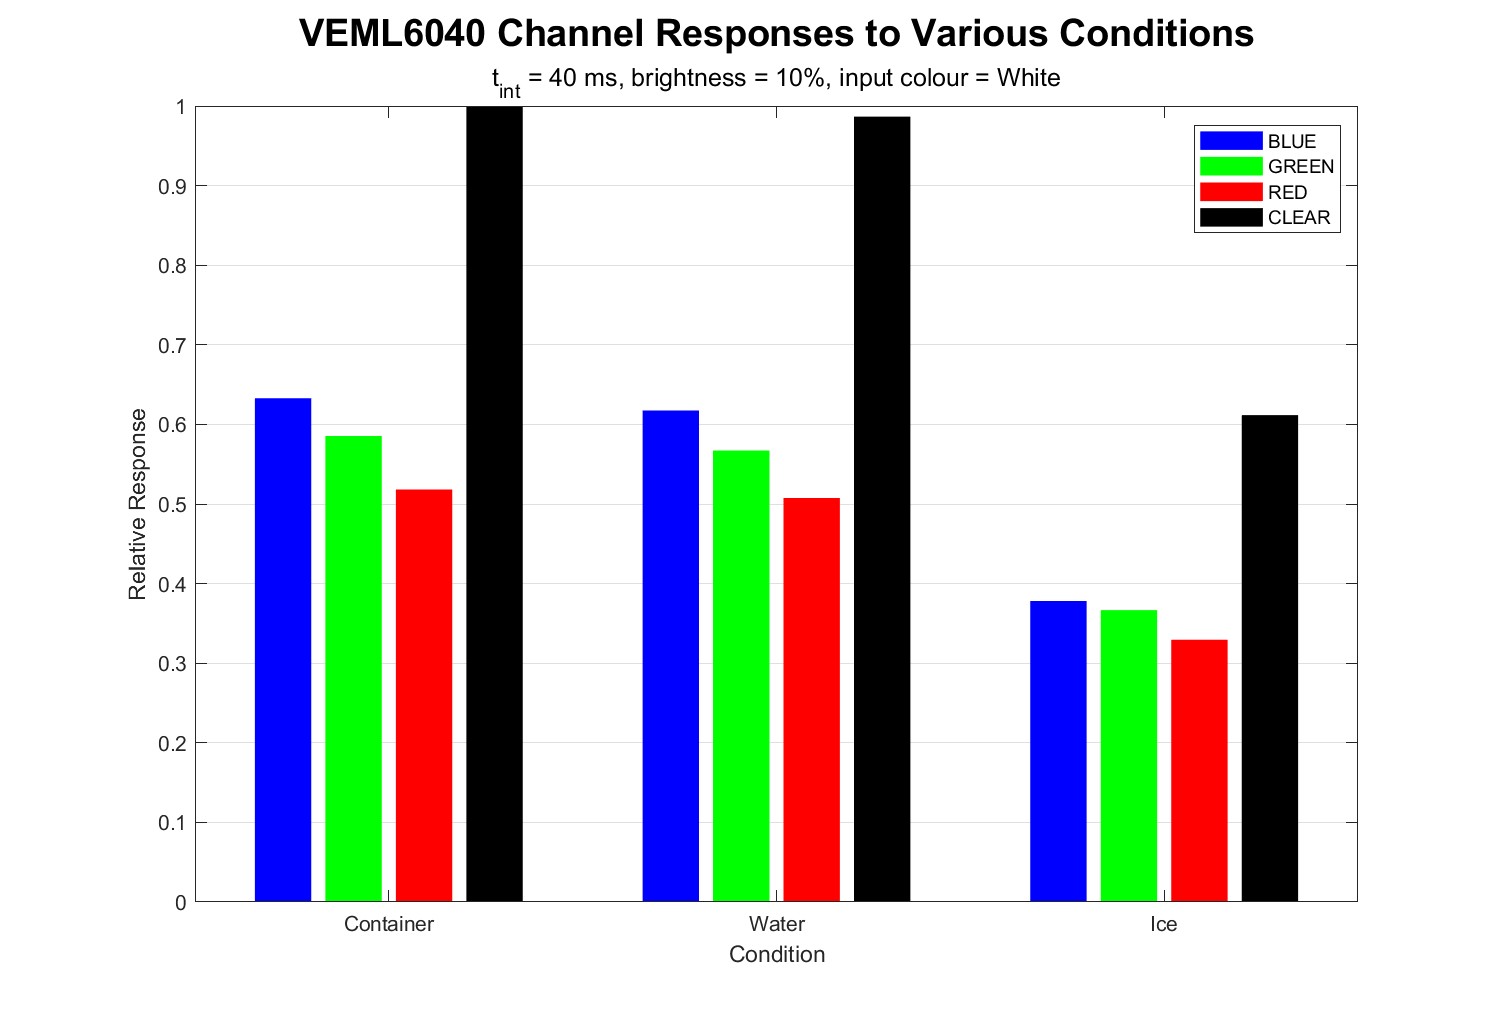 VEML6040 Channel Responses to Various Conditions
t_int = 40 ms, brightness = 10%, input colour = White
1
0.9
0.8
0.7
0.6
0.5
0.4
0.3
0.2
0.1
0
Relative Response
BLUE
GREEN
RED
CLEAR
Container
Water
Ice
Condition